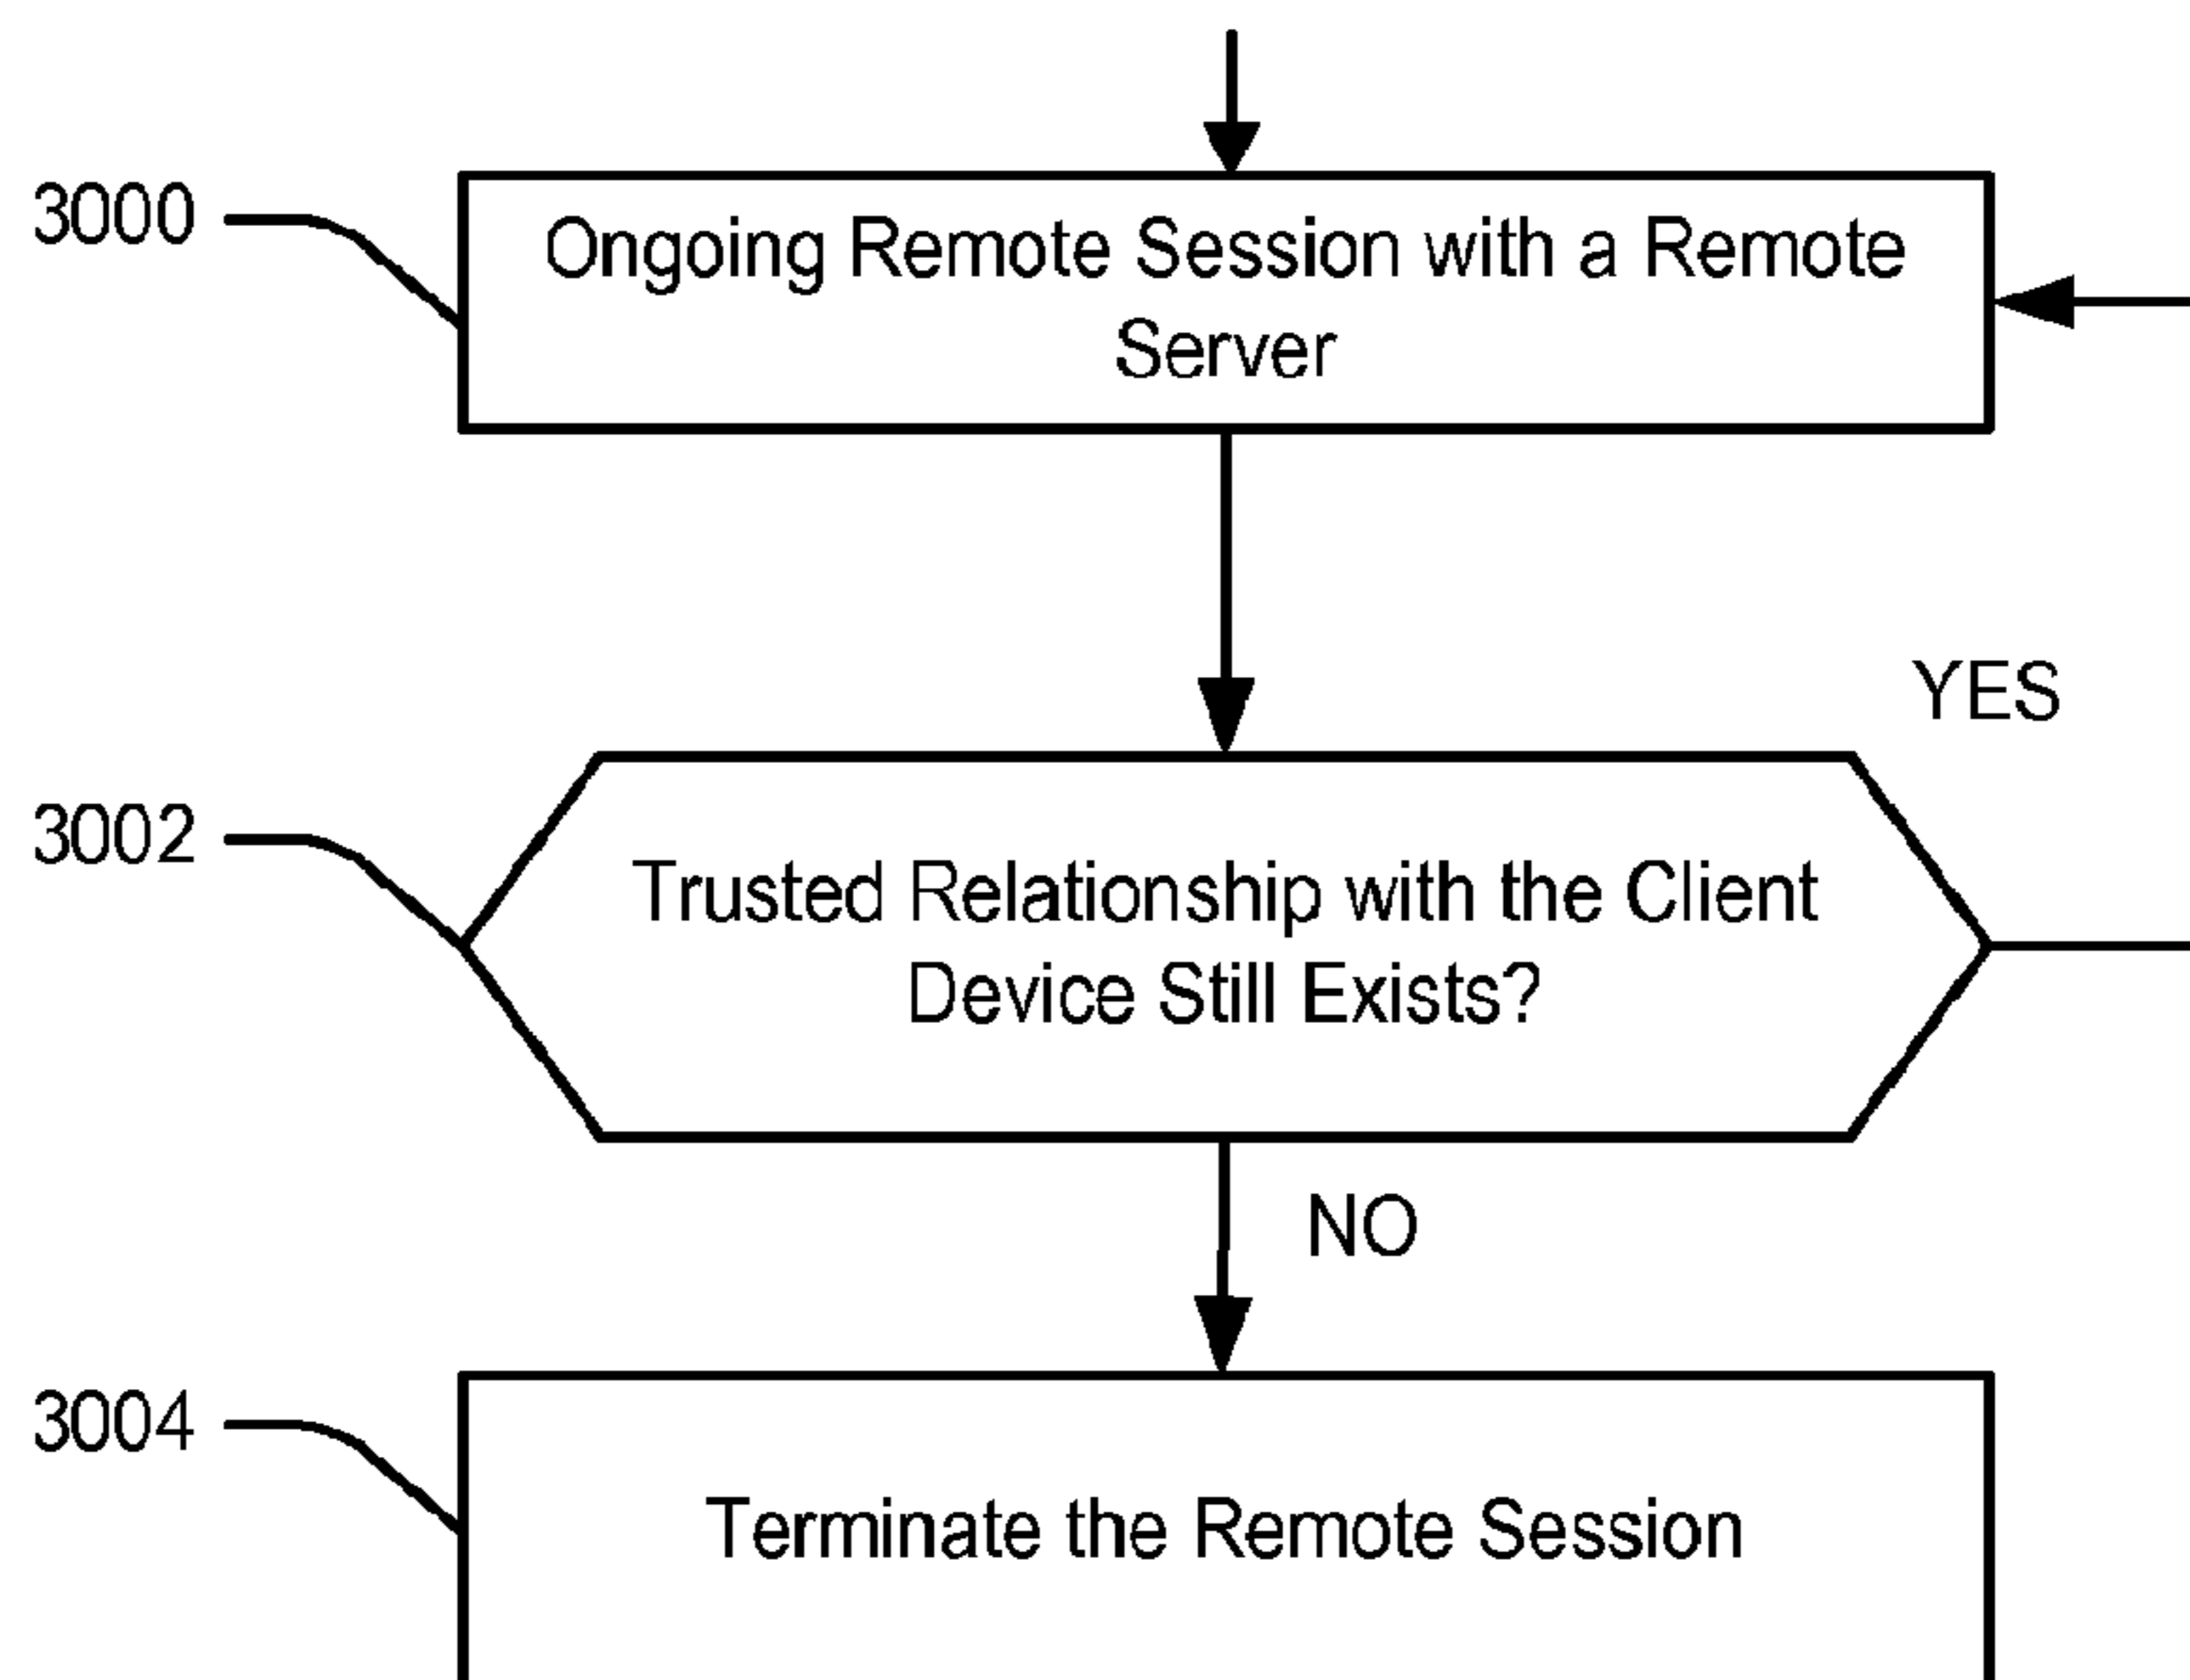 3000
Ongoing Remote Session with a Remote
Server
YES
3002
Trusted Relationship with the Client
Device Still Exists?
NO
3004
Terminate the Remote Session